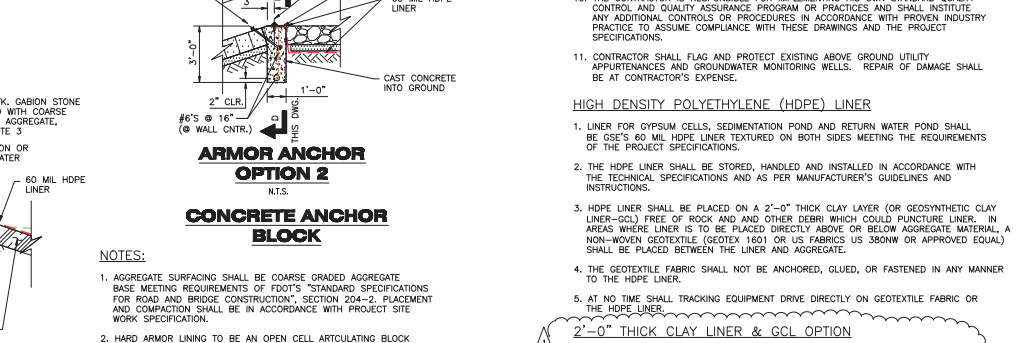 3"
60 MIL HDPE
LINER
3'-0"
CAST CONCRETE
INTO GROUND
2" CLR.
1'-0"
#6'S @ 16"
(@ WALL CNTR.)
D
THIS DWG.
ARMOR ANCHOR
OPTION 2
N.T.S.
CONCRETE ANCHOR
BLOCK
K. GABION STONE
WITH COARSE
AGGREGATE,
TE 3
ON OR
ATER
60 MIL HDPE
LINER
NOTES:
1. AGGREGATE SURFACING SHALL BE COARSE GRADED AGGREGATE
BASE MEETING REQUIREMENTS OF FDOT'S "STANDARD SPECIFICATIONS
FOR ROAD AND BRIDGE CONSTRUCTION", SECTION 204-2. PLACEMENT
AND COMPACTION SHALL BE IN ACCORDANCE WITH PROJECT SITE
WORK SPECIFICATION.
2. HARD ARMOR LINING TO BE AN OPEN CELL ARTCULATING BLOCK
CONTROL AND QUALITY ASSURANCE PROGRAM OR PRACTICES AND SHALL INSTITUTE
ANY ADDITIONAL CONTROLS OR PROCEDURES IN ACCORDANCE WITH PROVEN INDUSTRY
PRACTICE TO ASSUME COMPLIANCE WITH THESE DRAWINGS AND THE PROJECT
SPECIFICATIONS.
11. CONTRACTOR SHALL FLAG AND PROTECT EXISTING ABOVE GROUND UTILITY
APPURTENANCES AND GROUNDWATER MONITORING WELLS. REPAIR OF DAMAGE SHALL
BE AT CONTRACTOR'S EXPENSE.
HIGH DENSITY POLYETHYLENE (HDPE) LINER
1. LINER FOR GYPSUM CELLS, SEDIMENTATION POND AND RETURN WATER POND SHALL
BE GSE'S 60 MIL HDPE LINER TEXTURED ON BOTH SIDES MEETING THE REQUIREMENTS
OF THE PROJECT SPECIFICATIONS.
2. THE HDPE LINER SHALL BE STORED, HANDLED AND INSTALLED IN ACCORDANCE WITH
THE TECHNICAL SPECIFICATIONS AND AS PER MANUFACTURER'S GUIDELINES AND
INSTRUCTIONS.
3. HDPE LINER SHALL BE PLACED ON A 2'-0" THICK CLAY LAYER (OR GEOSYNTHETIC CLAY
LINER-GCL) FREE OF ROCK AND AND OTHER DEBRI WHICH COULD PUNCTURE LINER. IN
AREAS WHERE LINER IS TO BE PLACED DIRECTLY ABOVE OR BELOW AGGREGATE MATERIAL, A
NON-WOVEN GEOTEXTILE (GEOTEX 1601 OR US FABRICS US 380NW OR APPROVED EQUAL)
SHALL BE PLACED BETWEEN THE LINER AND AGGREGATE.
4. THE GEOTEXTILE FABRIC SHALL NOT BE ANCHORED, GLUED, OR FASTENED IN ANY MANNER
TO THE HDPE LINER.
5. AT NO TIME SHALL TRACKING EQUIPMENT DRIVE DIRECTLY ON GEOTEXTILE FABRIC OR
THE HDPE LINER.
2'-0" THICK CLAY LINER & GCL OPTION